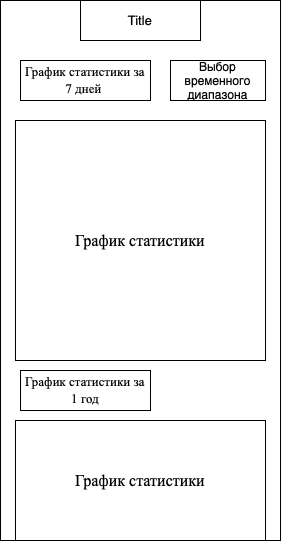 Title
График статистики за
7 дней
Выбор
временного
диапазона
График статистики
График статистики за
1 год
График статистики